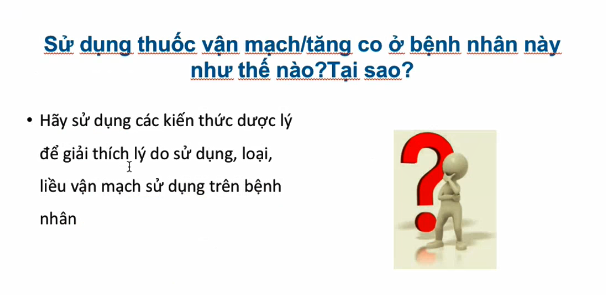 Sử dụng thuốc vận mạch/tăng co ở bệnh nhân này
như thế nào?Tại sao?
• Hãy sử dụng các kiến thức dược lý
để giải thích lý do sử dụng, loại,
liều vận mạch sử dụng trên bệnh
nhân